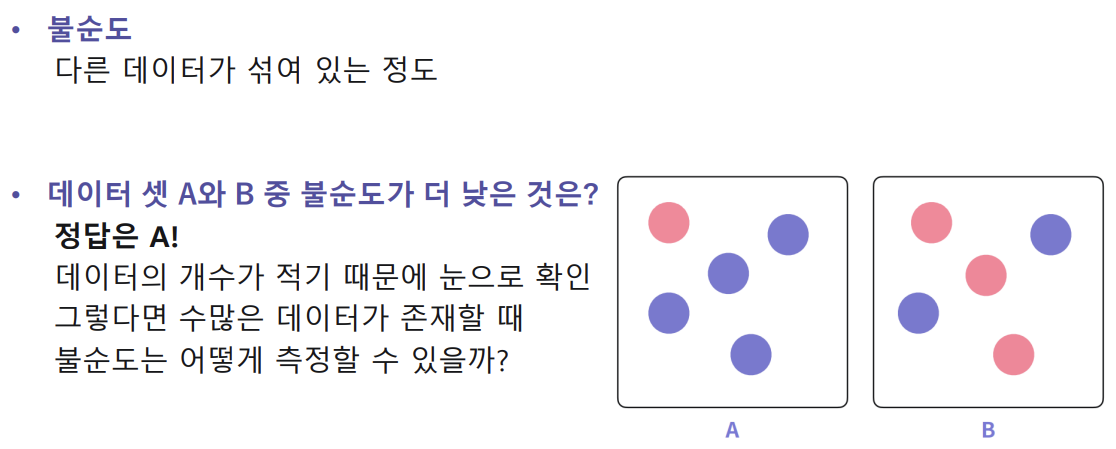 • 불순도
다른 데이터가 섞여 있는 정도
• 데이터 셋 A와 B 중 불순도가 더 낮은 것은?
정답은 A!
데이터의 개수가 적기 때문에 눈으로 확인
그렇다면 수많은 데이터가 존재할 때
불순도는 어떻게 측정할 수 있을까?
A
B